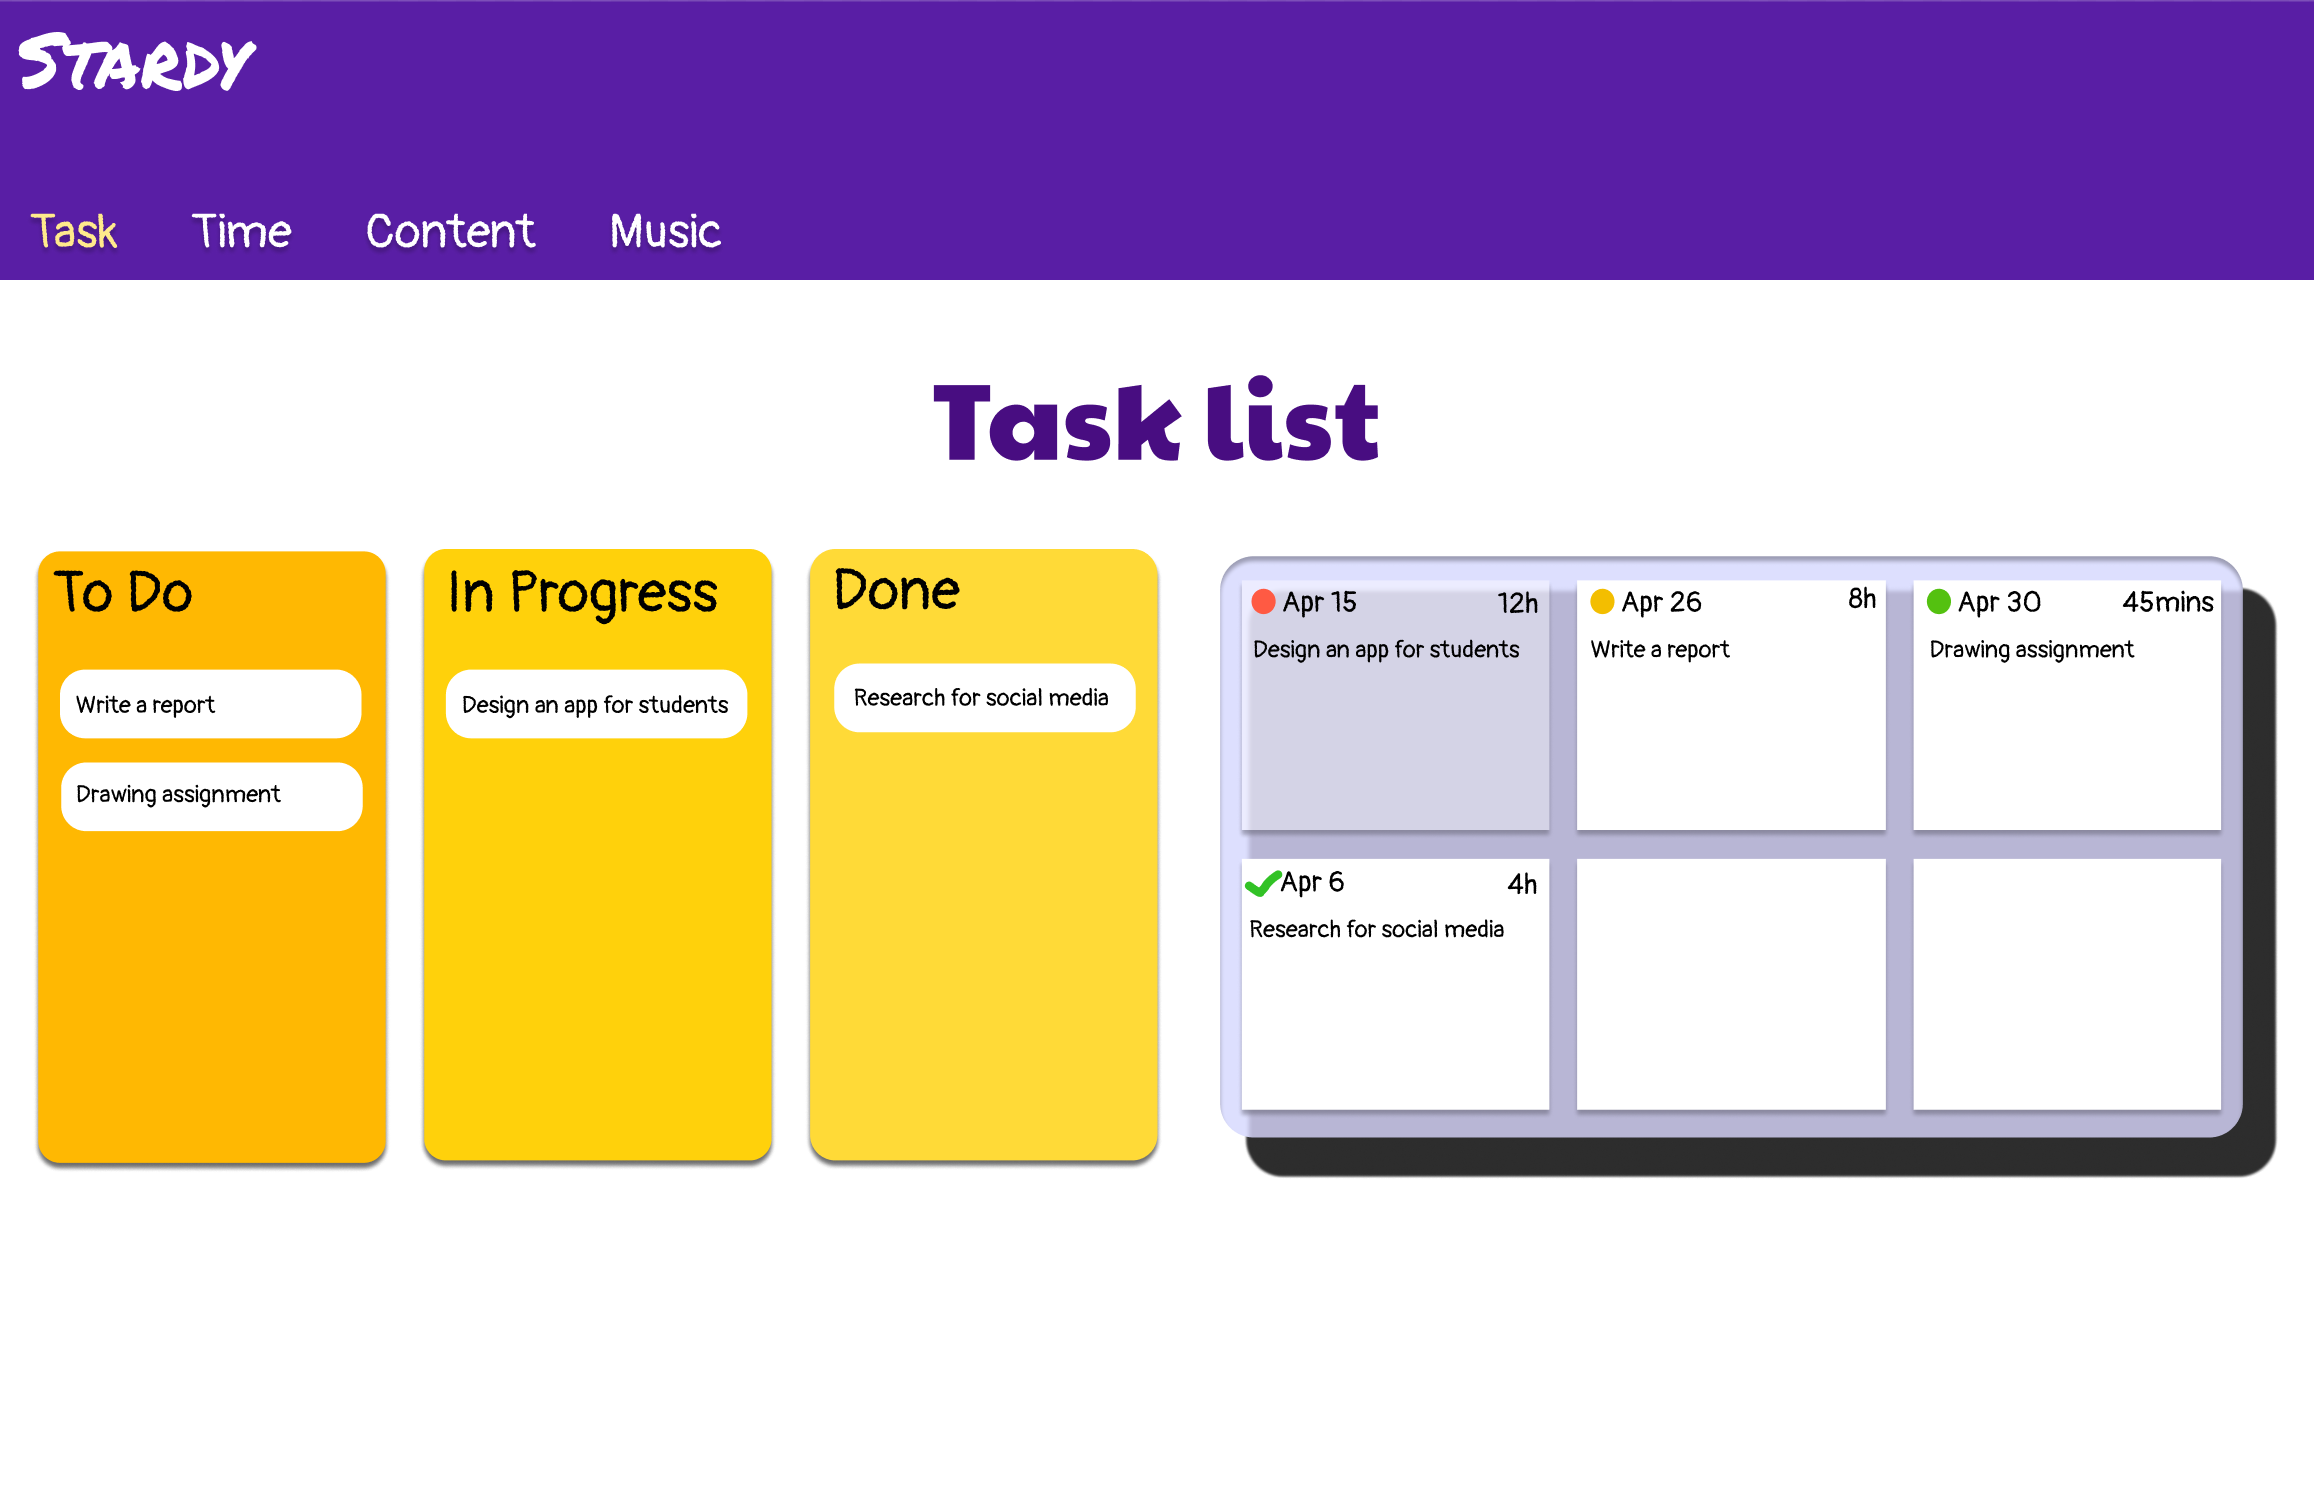 STARDY
Task Time Content Music
Task list
To Do
Write a report
Drawing assignment
In Progress
Design an app for students
Done
Research for social media
Apr 15 12h
Design an app for students
Apr 26 8h
Write a report
Apr 30 45mins
Drawing assignment
Apr 6 4h
Research for social media